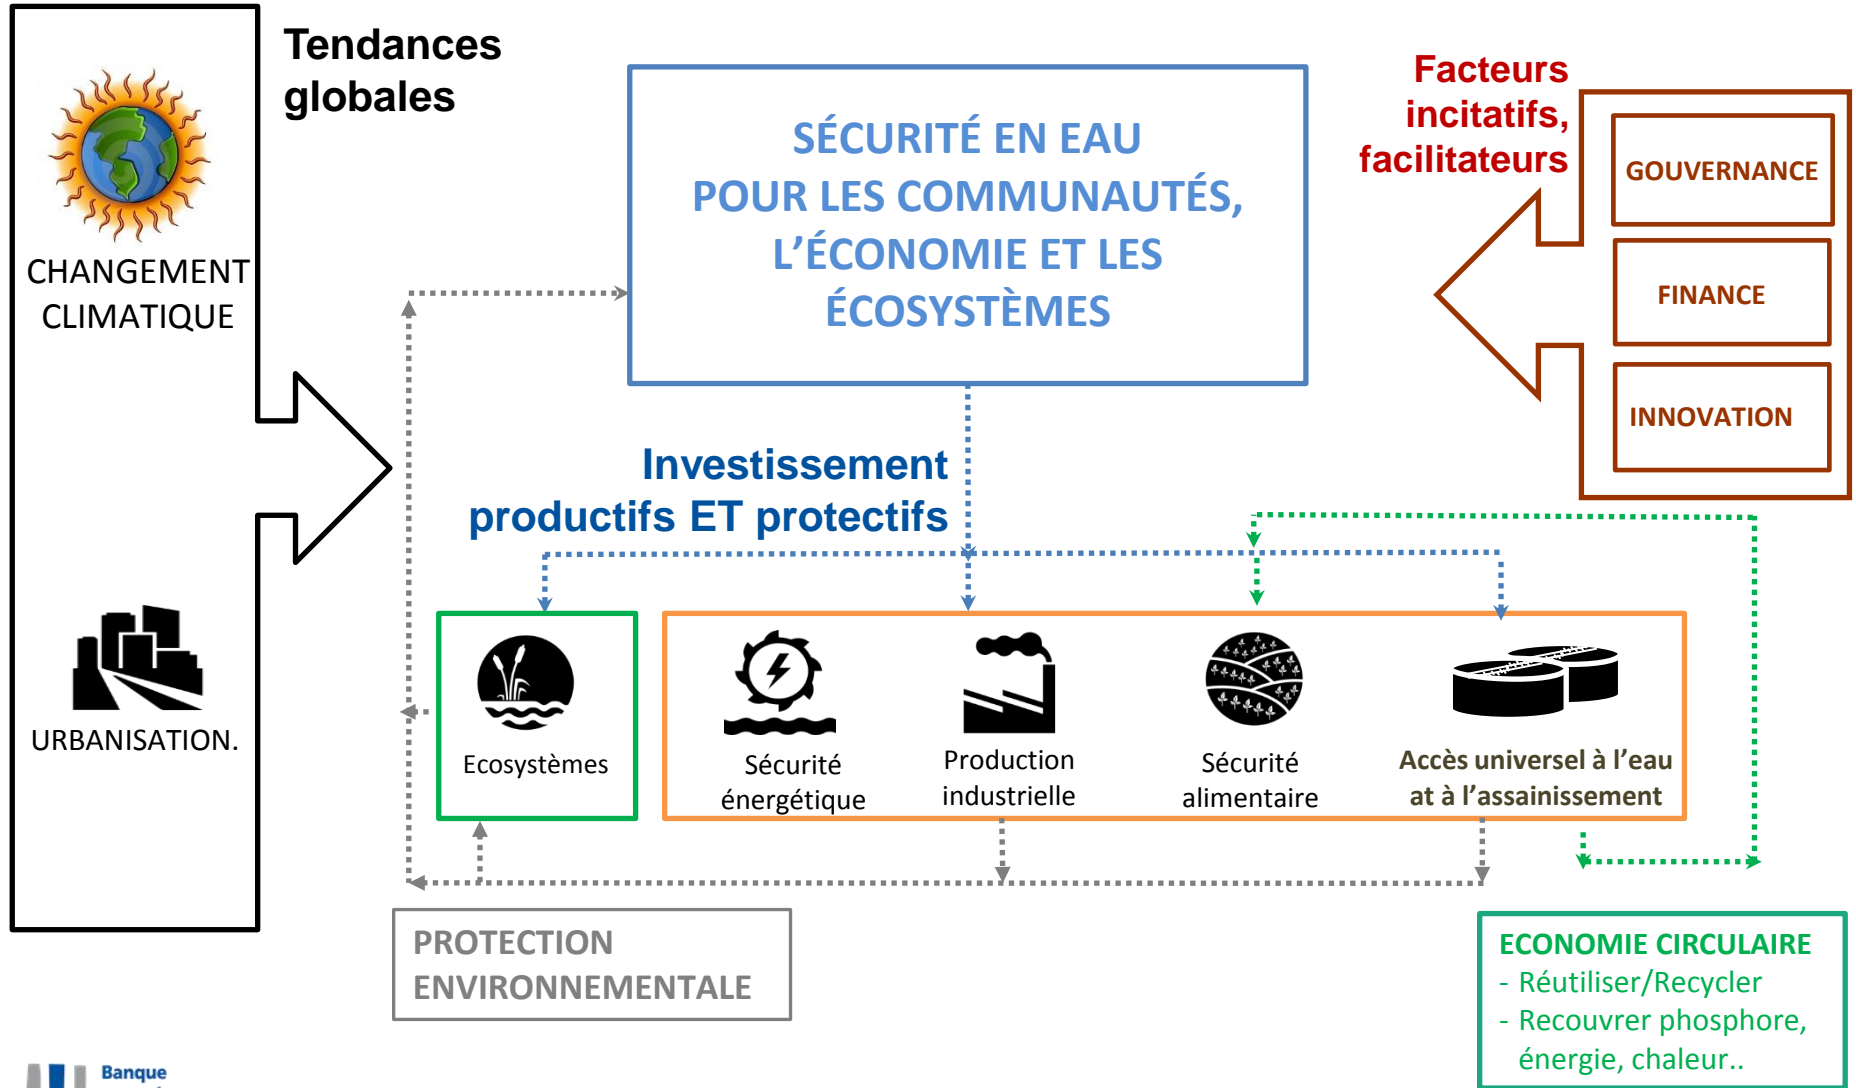 Tendances
globales
CHANGEMENT
CLIMATIQUE
URBANISATION.
SÉCURITÉ EN EAU
POUR LES COMMUNAUTÉS,
L’ÉCONOMIE ET LES
ÉCOSYSTÈMES
Facteurs
incitatifs,
facilitateurs
GOUVERNANCE
FINANCE
INNOVATION
Investissement
productifs ET protectifs
Ecosystèmes
Sécurité
énergétique
Production
industrielle
Sécurité
alimentaire
Accès universel à l’eau
at à l’assainissement
PROTECTION
ENVIRONNEMENTALE
ECONOMIE CIRCULAIRE
- Réutiliser/Recycler
- Recouvrer phosphore,
énergie, chaleur..
Banque